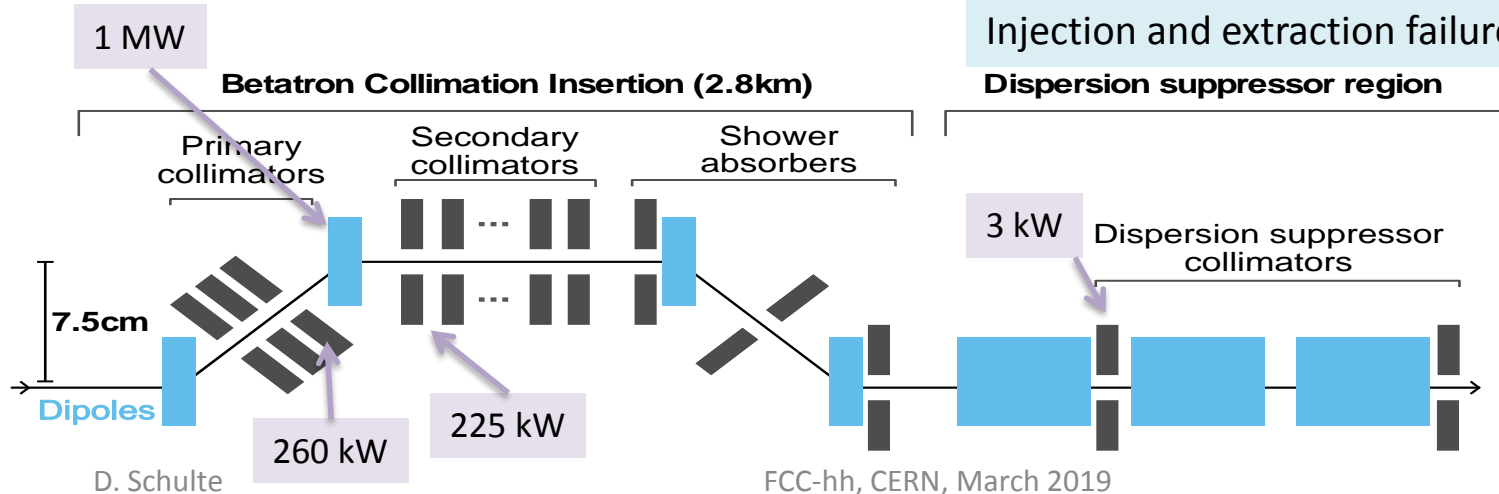 1 MW
Injection and extraction failure
Betatron Collimation Insertion (2.8km)
Dispersion suppressor region
Primary
collimators
Secondary
collimators
Shower
absorbers
3 kW
Dispersion suppressor
collimators
7.5cm
Dipoles
260 kW
225 kW
D. Schulte
FCC-hh, CERN, March 2019